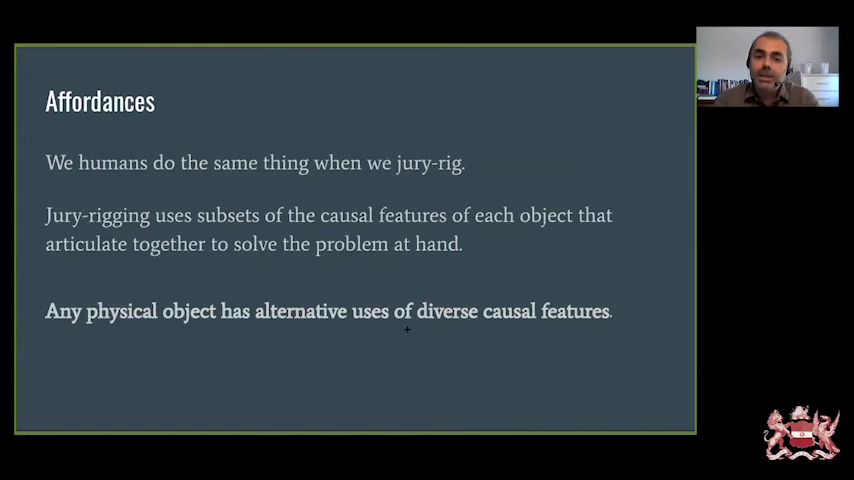 Affordances
We humans do the same thing when we jury-rig.
Jury-rigging uses subsets of the causal features of each object that
articulate together to solve the problem at hand.
Any physical object has alternative uses of diverse causal features.